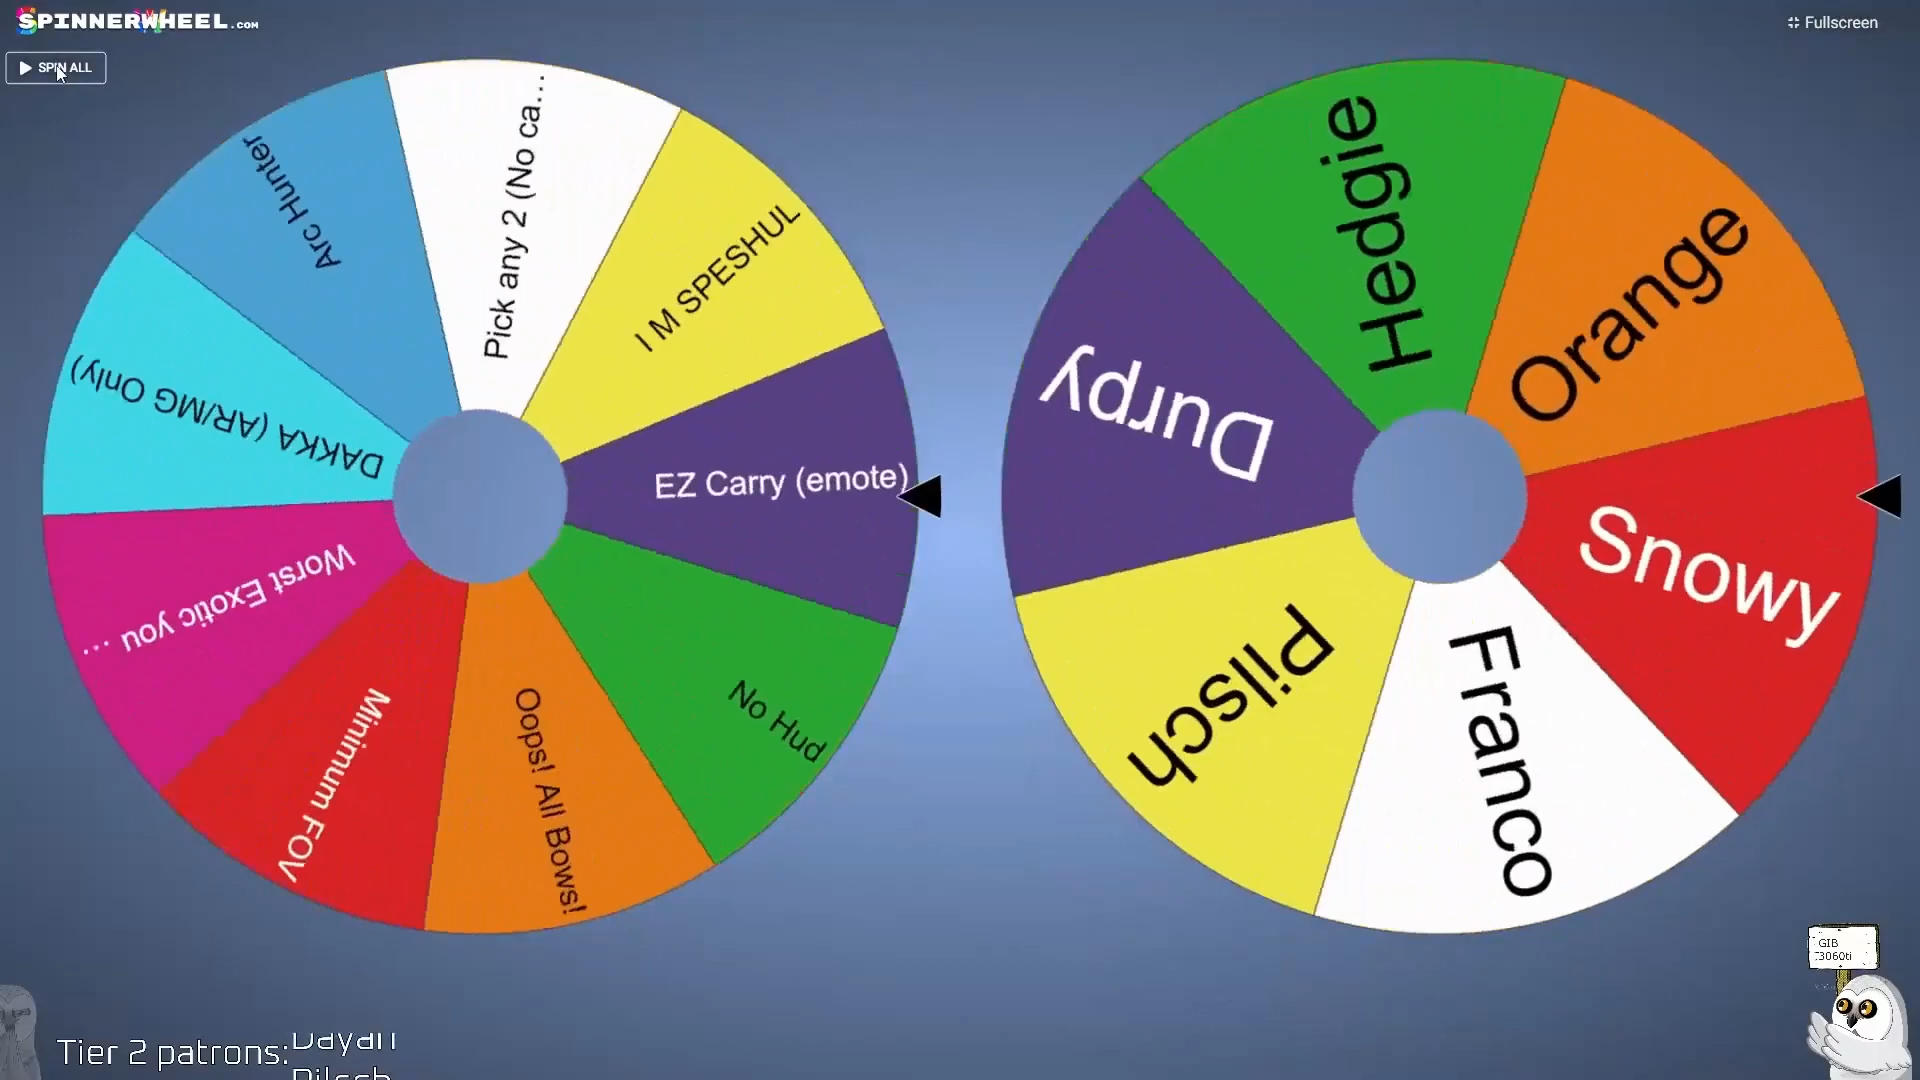 SPINNERWHEEL.com
Fullscreen
SPIN ALL
Arc Hunter
Pick any 2 (No ca...
I M SPESHUL
EZ Carry (emote)
No Hud
Oops! All Bows!
Minimum FOV
Worst Exotic you ...
DAKKA (AR/MG Only)
Hedgie
Orange
Snowy
Franco
Pilsch
Durpy
GIB
3060ti
Tier 2 patrons:
Pilsch